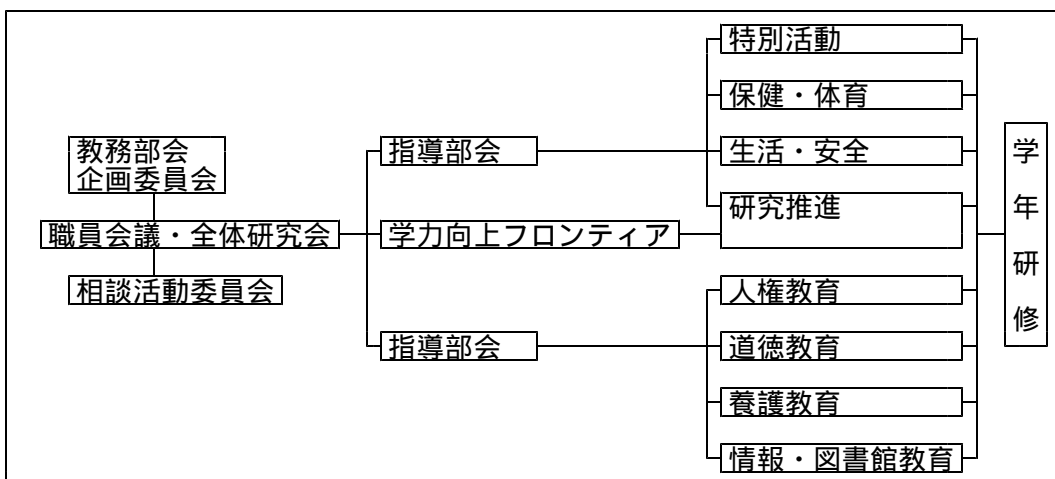 教務部会
企画委員会
職員会議・全体研究会
相談活動委員会
指導部会
学力向上フロンティア
指導部会
特別活動
保健・体育
生活・安全
研究推進
人権教育
道徳教育
養護教育
情報・図書館教育
学年研修